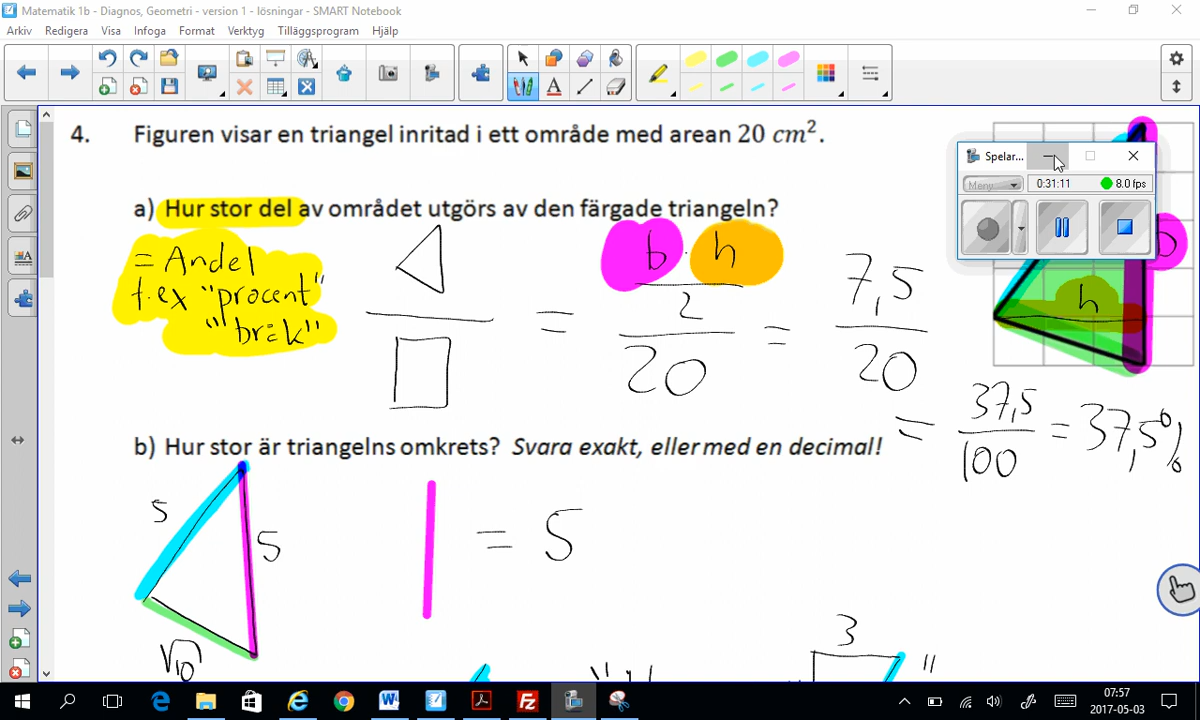 Matematik 1b - Diagnos, Geometri - version 1 - lösningar - SMART Notebook
Arkiv Redigera Visa Infoga Format Verktyg Tilläggsprogram Hjälp
4. Figuren visar en triangel inritad i ett område med arean 20 cm².
Spelar...
Meny
0:31:11
8.0 fps
a) Hur stor del av området utgörs av den färgade triangeln?
= Andel
t.ex "procent"
"bråk"
b · h
2
20
=
=
7,5
20
b
h
= 37,5
100
= 37,5%
b) Hur stor är triangelns omkrets? Svara exakt, eller med en decimal!
5
5
√10
= 5
3
07:57
2017-05-03